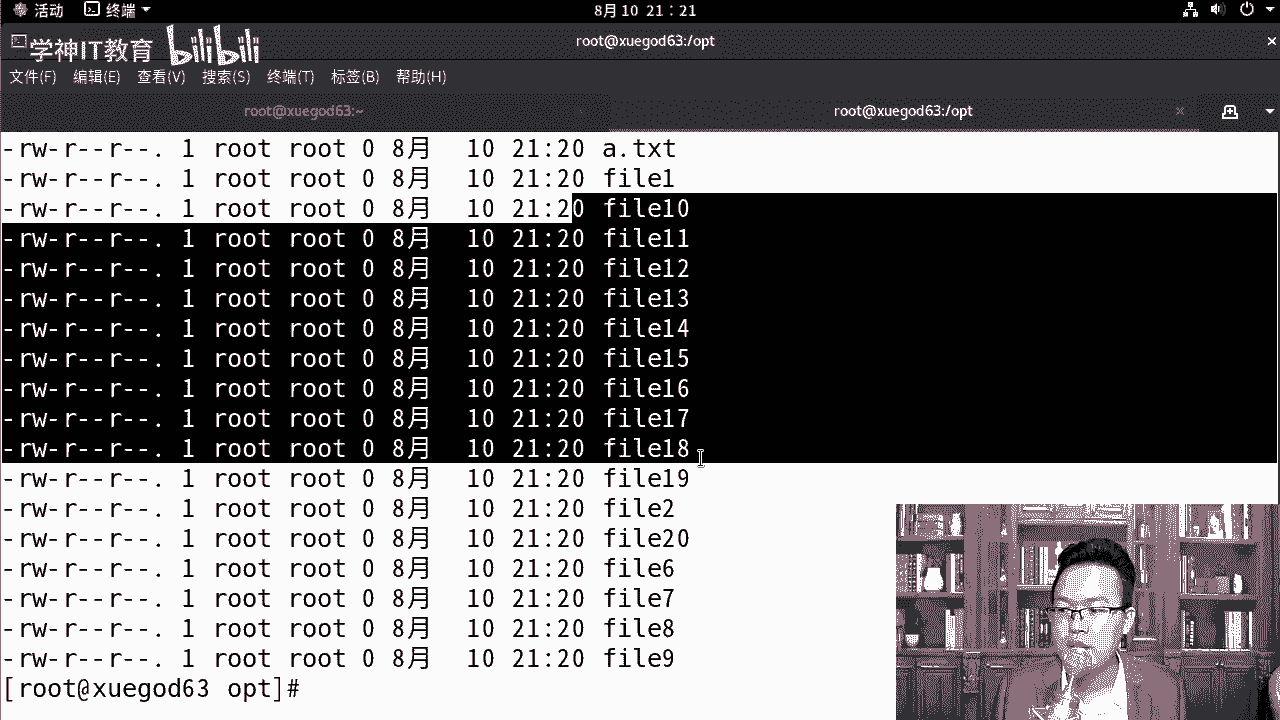 活动 终端 8月10 21：21
学神IT教育 bilibili root@xuegod63:/opt ×
文件(F) 编辑(E) 查看(V) 搜索(S) 终端(T) 标签(B) 帮助(H)
root@xuegod63:~ root@xuegod63:/opt ×
-rw-r--r--. 1 root root 0 8月  10 21:20 a.txt
-rw-r--r--. 1 root root 0 8月  10 21:20 file1
-rw-r--r--. 1 root root 0 8月  10 21:20 file10
-rw-r--r--. 1 root root 0 8月  10 21:20 file11
-rw-r--r--. 1 root root 0 8月  10 21:20 file12
-rw-r--r--. 1 root root 0 8月  10 21:20 file13
-rw-r--r--. 1 root root 0 8月  10 21:20 file14
-rw-r--r--. 1 root root 0 8月  10 21:20 file15
-rw-r--r--. 1 root root 0 8月  10 21:20 file16
-rw-r--r--. 1 root root 0 8月  10 21:20 file17
-rw-r--r--. 1 root root 0 8月  10 21:20 file18
-rw-r--r--. 1 root root 0 8月  10 21:20 file19
-rw-r--r--. 1 root root 0 8月  10 21:20 file2
-rw-r--r--. 1 root root 0 8月  10 21:20 file20
-rw-r--r--. 1 root root 0 8月  10 21:20 file6
-rw-r--r--. 1 root root 0 8月  10 21:20 file7
-rw-r--r--. 1 root root 0 8月  10 21:20 file8
-rw-r--r--. 1 root root 0 8月  10 21:20 file9
[root@xuegod63 opt]#